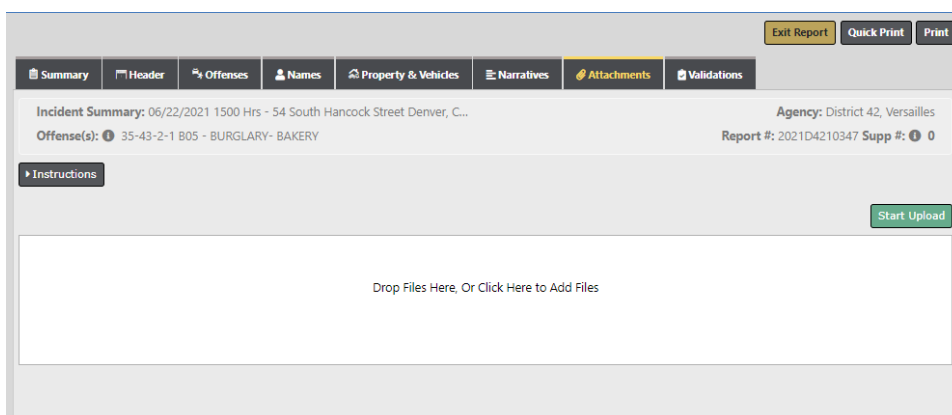 Exit Report Quick Print Print
Summary Header Offenses Names Property & Vehicles Narratives Attachments Validations
Incident Summary: 06/22/2021 1500 Hrs - 54 South Hancock Street Denver, C... Agency: District 42, Versailles
Offense(s): 35-43-2-1 B05 - BURGLARY- BAKERY Report #: 2021D4210347 Supp #: 0
Instructions
Start Upload
Drop Files Here, Or Click Here to Add Files